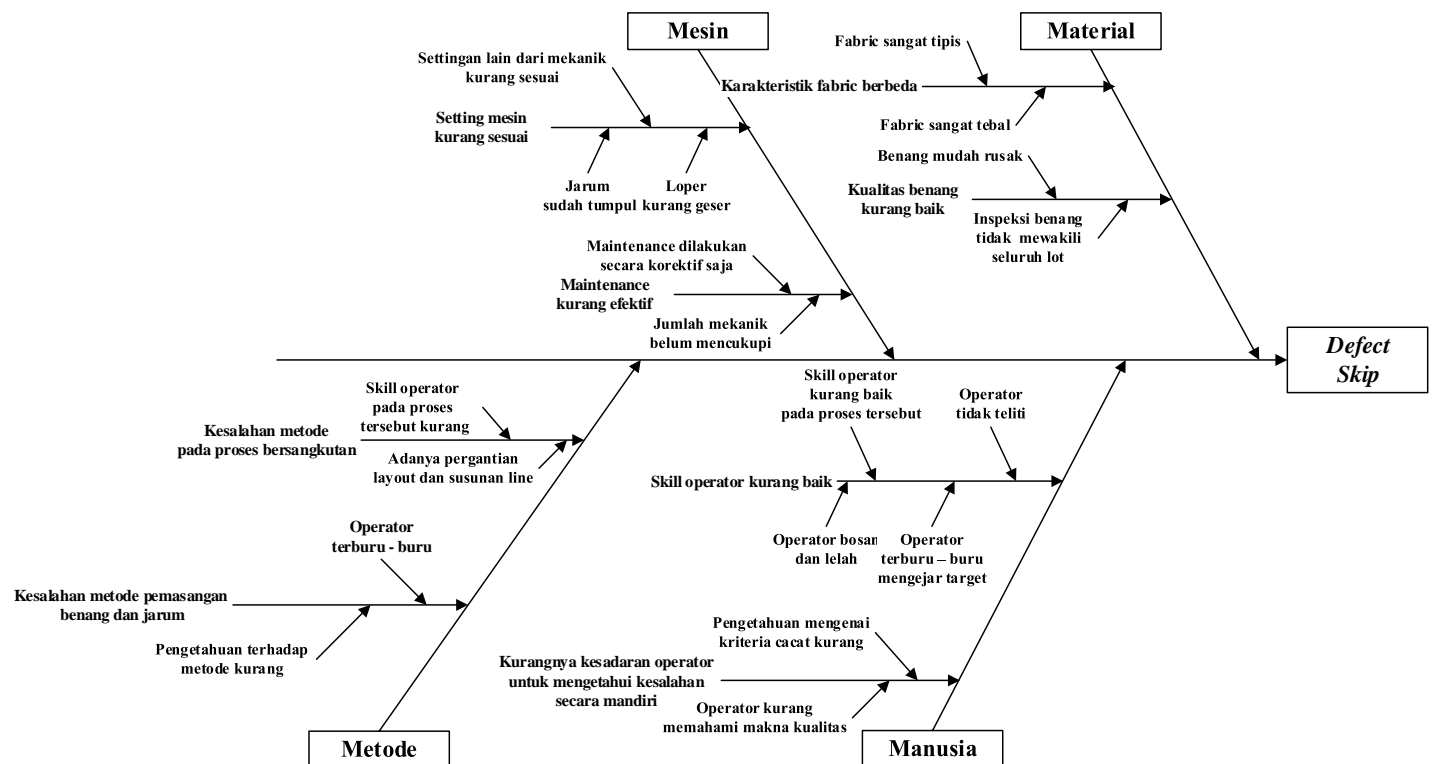 Mesin
Settingan lain dari mekanik
kurang sesuai
Setting mesin
kurang sesuai
Jarum
sudah tumpul
Loper
kurang geser
Maintenance dilakukan
secara korektif saja
Maintenance
kurang efektif
Jumlah mekanik
belum mencukupi
Material
Fabric sangat tipis
Karakteristik fabric berbeda
Fabric sangat tebal
Benang mudah rusak
Kualitas benang
kurang baik
Inspeksi benang
tidak mewakili
seluruh lot
Defect
Skip
Skill operator
pada proses
tersebut kurang
Kesalahan metode
pada proses bersangkutan
Adanya pergantian
layout dan susunan line
Operator
terburu - buru
Kesalahan metode pemasangan
benang dan jarum
Pengetahuan terhadap
metode kurang
Metode
Skill operator
kurang baik
pada proses tersebut
Operator
tidak teliti
Skill operator kurang baik
Operator bosan
dan lelah
Operator
terburu – buru
mengejar target
Pengetahuan mengenai
kriteria cacat kurang
Kurangnya kesadaran operator
untuk mengetahui kesalahan
secara mandiri
Operator kurang
memahami makna kualitas
Manusia